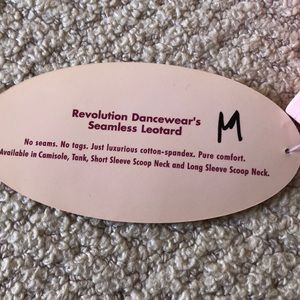 Revolution Dancewear's
Seamless Leotard
M
No seams. No tags. Just luxurious cotton-spandex. Pure comfort.
Available in Camisole, Tank, Short Sleeve Scoop Neck and Long Sleeve Scoop Neck.